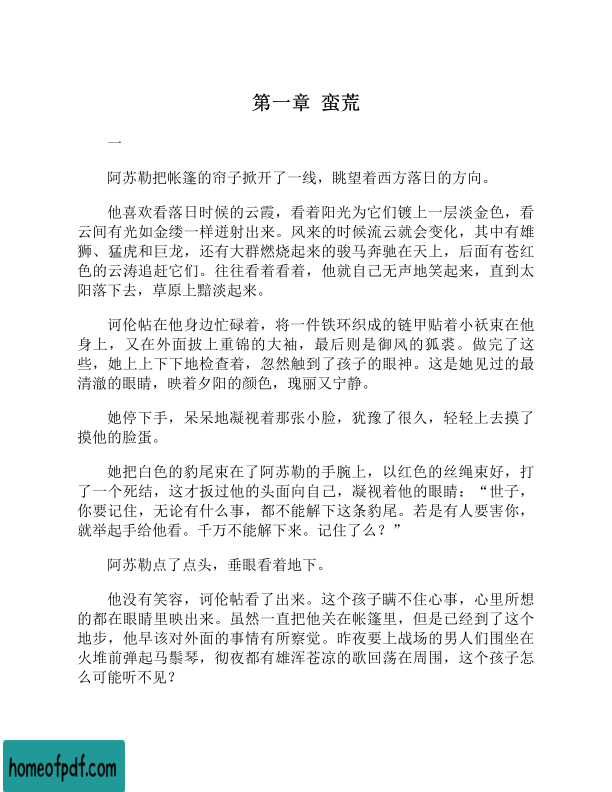 第一章 蛮荒
一
阿苏勒把帐篷的帘子掀开了一线，眺望着西方落日的方向。
他喜欢看落日时候的云霞，看着阳光为它们镀上一层淡金色，看
云间有光如金缕一样迸射出来。风来的时候流云就会变化，其中有雄
狮、猛虎和巨龙，还有大群燃烧起来的骏马奔驰在天上，后面有苍红
色的云涛追赶它们。往往看着看着，他就自己无声地笑起来，直到太
阳落下去，草原上黯淡起来。
诃伦帖在他身边忙碌着，将一件铁环织成的链甲贴着小袄束在他
身上，又在外面披上重锦的大袖，最后则是御风的狐裘。做完了这
些，她上上下下地检查着，忽然触到了孩子的眼神。这是她见过的最
清澈的眼睛，映着夕阳的颜色，瑰丽又宁静。
她停下手，呆呆地凝视着那张小脸，犹豫了很久，轻轻上去摸了
摸他的脸蛋。
她把白色的豹尾束在了阿苏勒的手腕上，以红色的丝绳束好，打
了一个死结，这才扳过他的头面向自己，凝视着他的眼睛：“世子，
你要记住，无论有什么事，都不能解下这条豹尾。若是有人要害你，
就举起手给他看。千万不能解下来。记住了么？”
阿苏勒点了点头，垂眼看着地下。
他没有笑容，诃伦帖看了出来。这个孩子瞒不住心事，心里所想
的都在眼睛里映出来。虽然一直把他关在帐篷里，但是已经到了这个
地步，他早该对外面的事情有所察觉。昨夜要上战场的男人们围坐在
火堆前弹起马鬃琴，彻夜都有雄浑苍凉的歌回荡在周围，这个孩子怎
么可能听不见？
homeofpdf.com